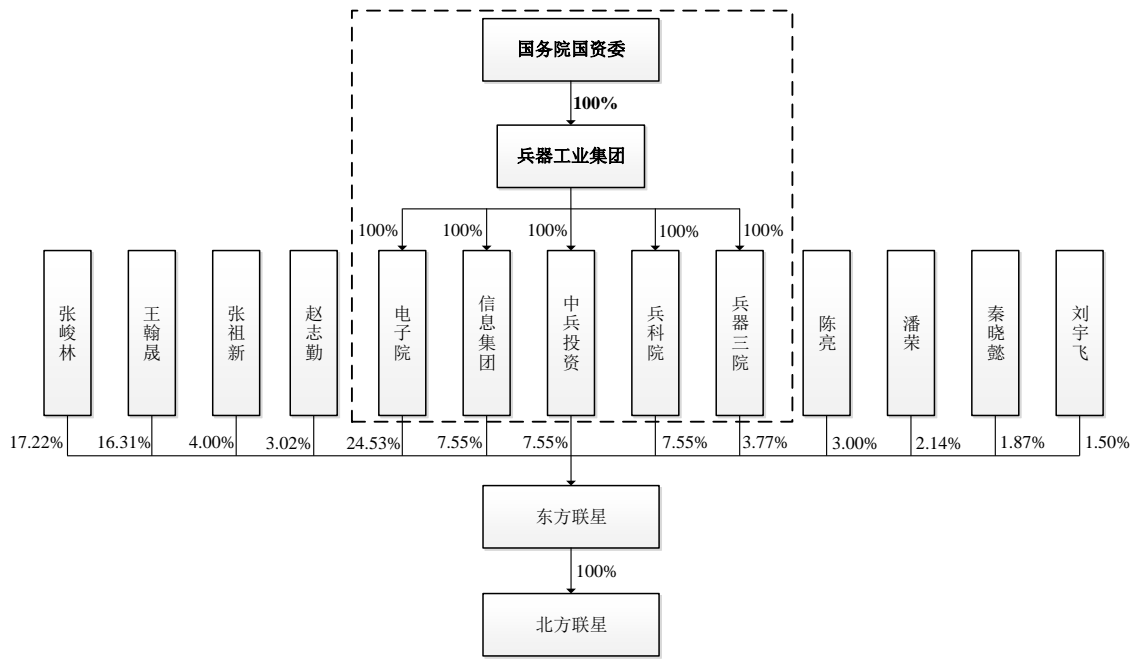 国务院国资委
100%
兵器工业集团
100%
100%
100%
100%
100%
张峻林
王翰晟
张祖新
赵志勤
电子院
信息集团
中兵投资
兵科院
兵器三院
陈亮
潘荣
秦晓懿
刘宇飞
17.22%
16.31%
4.00%
3.02%
24.53%
7.55%
7.55%
7.55%
3.77%
3.00%
2.14%
1.87%
1.50%
东方联星
100%
北方联星